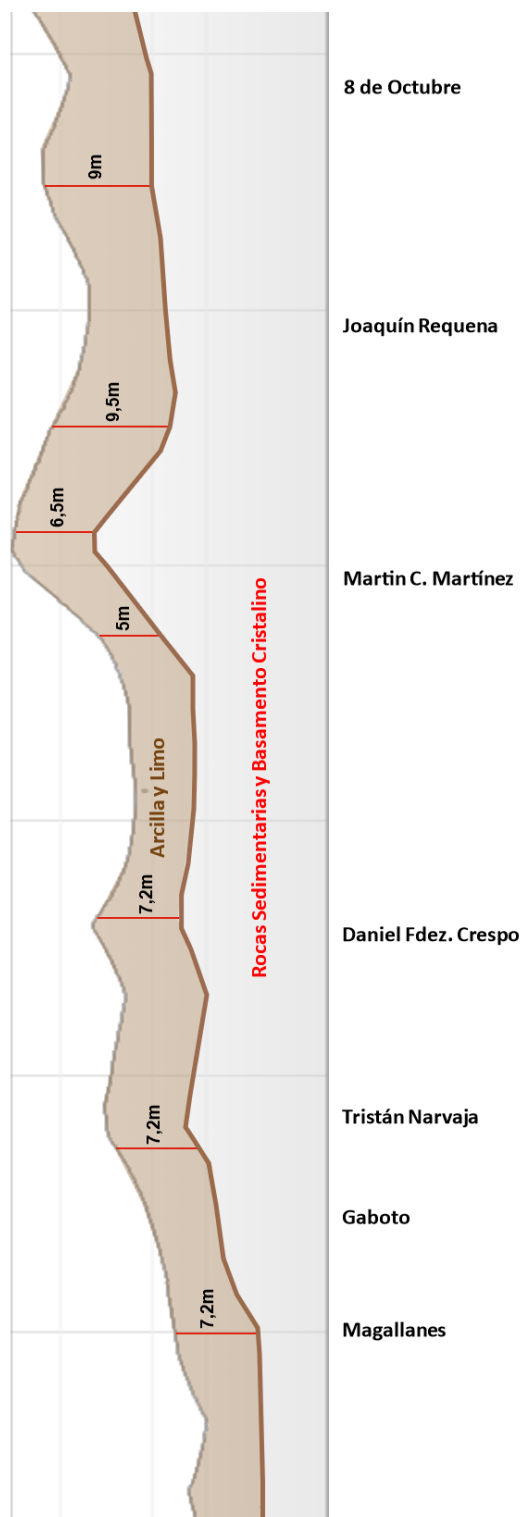 8 de Octubre
9m
Joaquín Requena
9,5m
6,5m
Martin C. Martínez
5m
Rocas Sedimentarias y Basamento Cristalino
Arcilla y Limo
7,2m
Daniel Fdez. Crespo
Tristán Narvaja
7,2m
Gaboto
7,2m
Magallanes